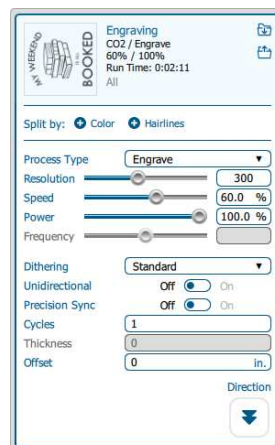 MY WEEKEND
IS ALL
BOOKED
Engraving
CO2 / Engrave
60% / 100%
Run Time: 0:02:11
All
Split by: Color Hairlines
Process Type Engrave
Resolution 300
Speed 60.0 %
Power 100.0 %
Frequency
Dithering Standard
Unidirectional Off On
Precision Sync Off On
Cycles 1
Thickness 0
Offset 0 in.
Direction